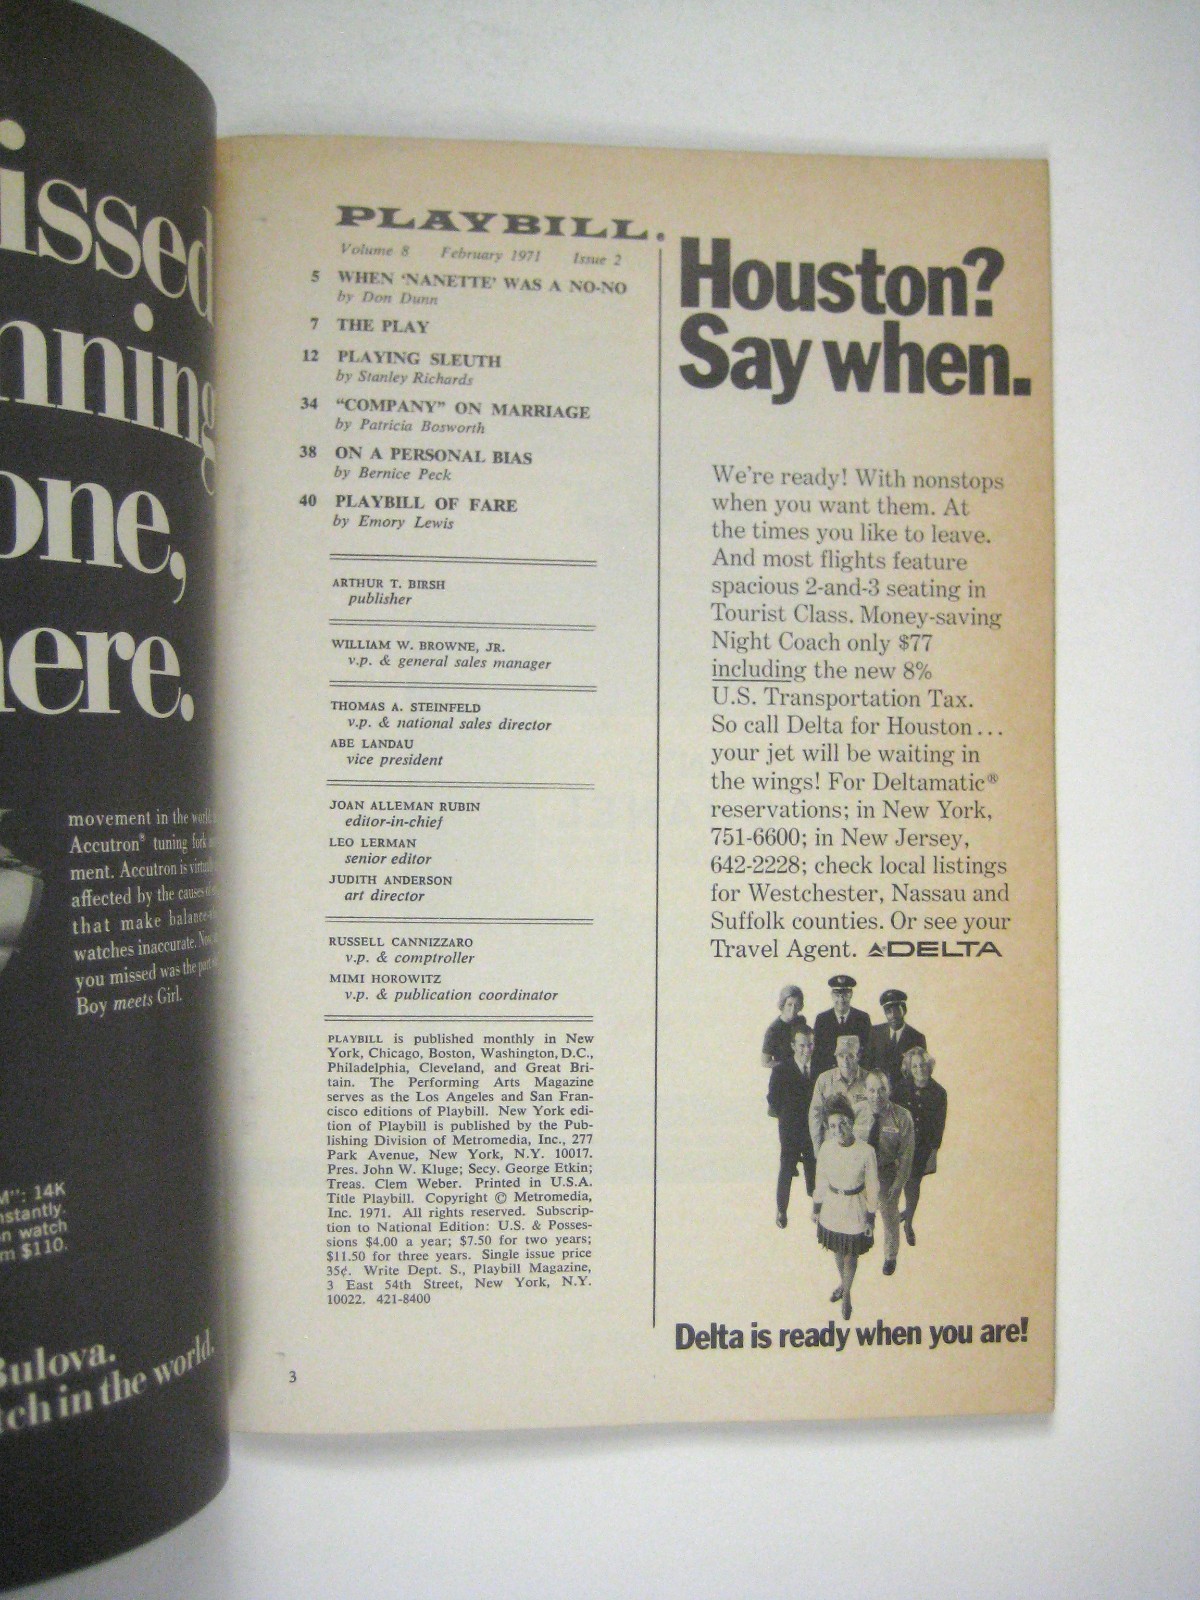 issed
nning
one,
here.
movement in the world
Accutron® tuning fork
ment. Accutron is
affected by the causes
that make
watches inaccurate.
you missed was the part
Boy meets Girl.
M": 14K
nstantly.
n watch
m $110.
Bulova.
tch in the world.
PLAYBILL.
Volume 8 February 1971 Issue 2
5 WHEN 'NANETTE' WAS A NO-NO
by Don Dunn
7 THE PLAY
12 PLAYING SLEUTH
by Stanley Richards
34 "COMPANY" ON MARRIAGE
by Patricia Bosworth
38 ON A PERSONAL BIAS
by Bernice Peck
40 PLAYBILL OF FARE
by Emory Lewis
ARTHUR T. BIRSH
publisher
WILLIAM W. BROWNE, JR.
v.p. & general sales manager
THOMAS A. STEINFELD
v.p. & national sales director
ABE LANDAU
vice president
JOAN ALLEMAN RUBIN
editor-in-chief
LEO LERMAN
senior editor
JUDITH ANDERSON
art director
RUSSELL CANNIZZARO
v.p. & comptroller
MIMI HOROWITZ
v.p. & publication coordinator
PLAYBILL is published monthly in New
York, Chicago, Boston, Washington, D.C.,
Philadelphia, Cleveland, and Great Bri-
tain. The Performing Arts Magazine
serves as the Los Angeles and San Fran-
cisco editions of Playbill. New York edi-
tion of Playbill is published by the Pub-
lishing Division of Metromedia, Inc., 277
Park Avenue, New York, N.Y. 10017.
Pres. John W. Kluge; Secy. George Etkin;
Treas. Clem Weber. Printed in U.S.A.
Title Playbill. Copyright © Metromedia,
Inc. 1971. All rights reserved. Subscrip-
tion to National Edition: U.S. & Posses-
sions $4.00 a year; $7.50 for two years;
$11.50 for three years. Single issue price
35¢. Write Dept. S., Playbill Magazine,
3 East 54th Street, New York, N.Y.
10022. 421-8400
3
Houston?
Say when.
We're ready! With nonstops
when you want them. At
the times you like to leave.
And most flights feature
spacious 2-and-3 seating in
Tourist Class. Money-saving
Night Coach only $77
including the new 8%
U.S. Transportation Tax.
So call Delta for Houston...
your jet will be waiting in
the wings! For Deltamatic®
reservations; in New York,
751-6600; in New Jersey,
642-2228; check local listings
for Westchester, Nassau and
Suffolk counties. Or see your
Travel Agent. DELTA
Delta is ready when you are!